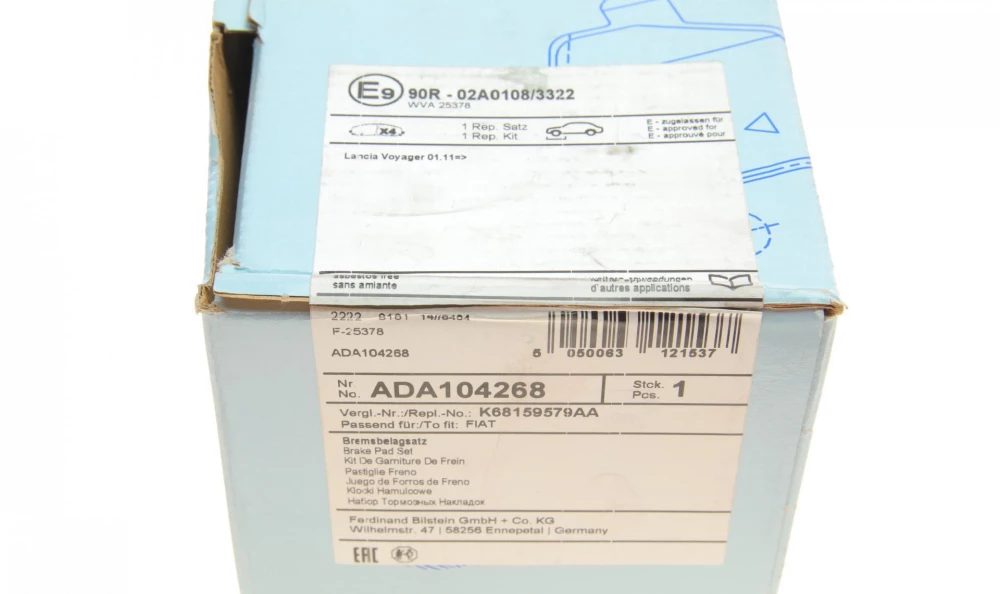 E9 90R - 02A0108/3322
WVA 25378
X4
1 Rep. Satz
1 Rep. Kit
E - zugelassen für
E - approved for
E - approuvé pour
Lancia Voyager 01.11=>
asbestos free
sans amiante
d'autres applications
2222
F-25378
ADA104268
5 050063 121537
Nr
No. ADA104268
Stck.
Pcs. 1
Vergl.-Nr.:/Repl.-No.: K68159579AA
Passend für:/To fit: FIAT
Bremsbelagsatz
Brake Pad Set
Kit De Garniture De Frein
Pastiglie Freno
Juego de Forros de Freno
Klocki Hamulcowe
Набор Тормозных Накладок
Ferdinand Bilstein GmbH + Co. KG
Wilhelmstr. 47 | 58256 Ennepetal | Germany
EAC